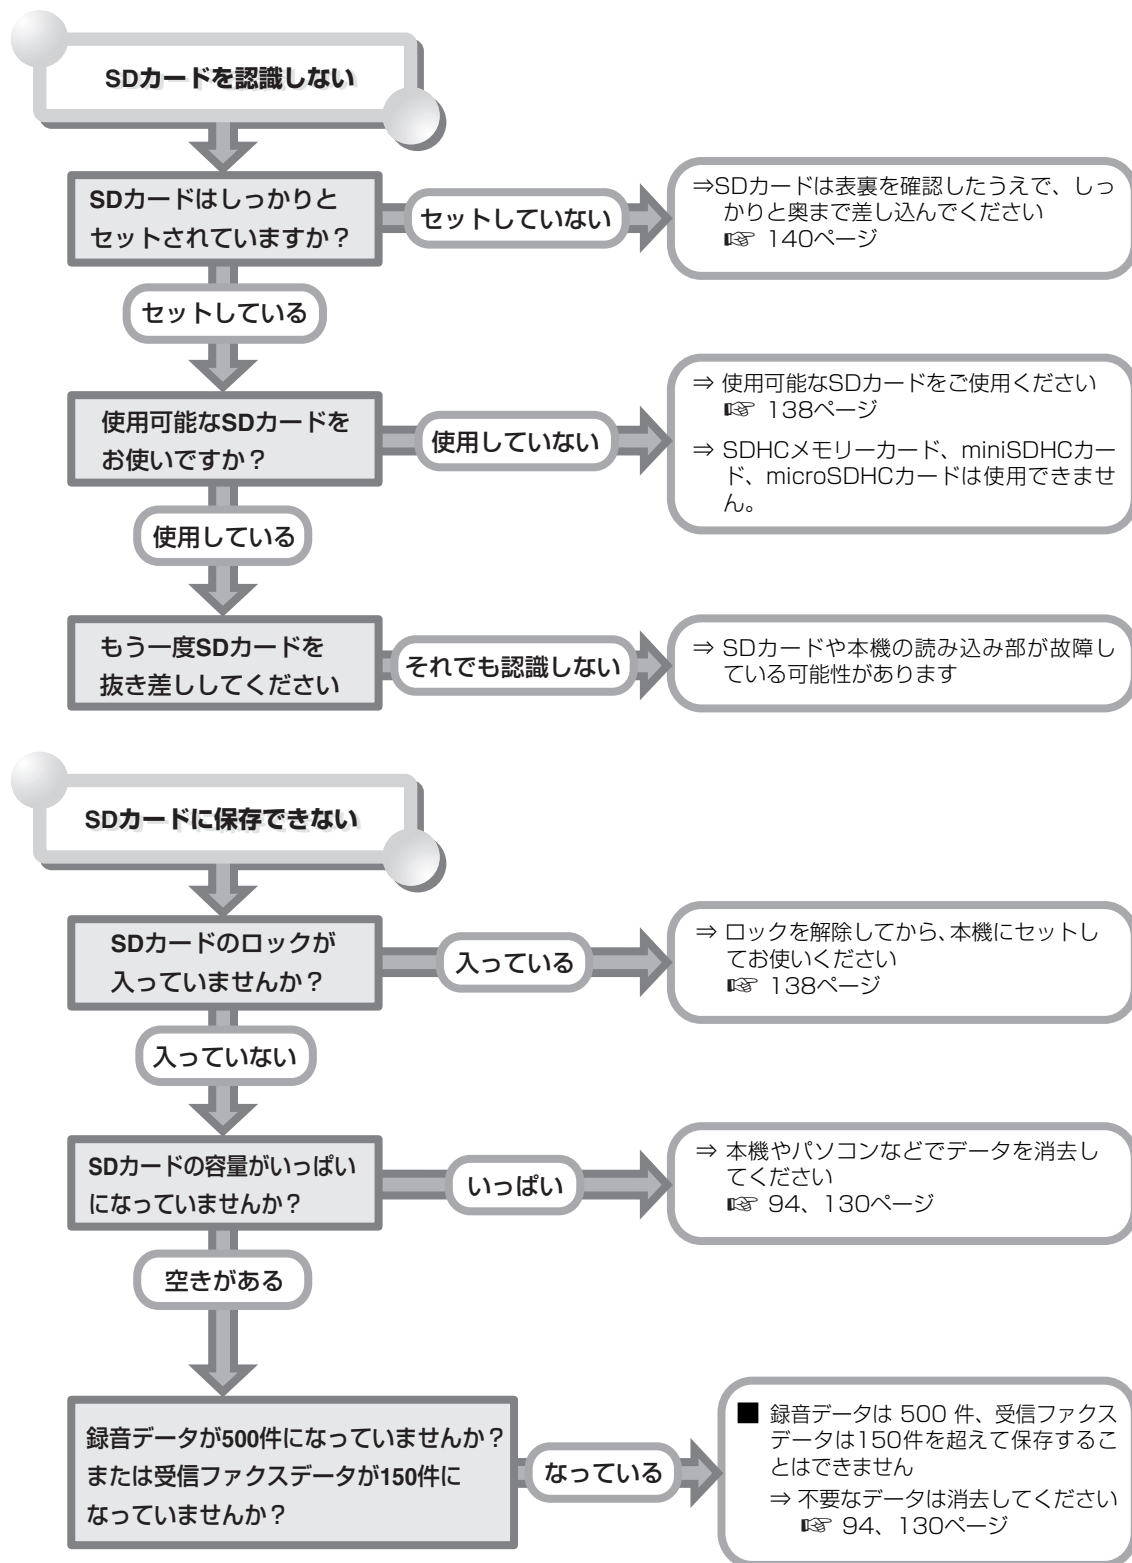 SDカードを認識しない
SDカードはしっかりと
セットされていますか？
セットしていない
⇒SDカードは表裏を確認したうえで、しっ
かりと奥まで差し込んでください
☞ 140ページ
セットしている
使用可能なSDカードを
お使いですか？
使用していない
⇒ 使用可能なSDカードをご使用ください
☞ 138ページ
⇒ SDHCメモリーカード、miniSDHCカー
ド、microSDHCカードは使用できませ
ん。
使用している
もう一度SDカードを
抜き差ししてください
それでも認識しない
⇒ SDカードや本機の読み込み部が故障し
ている可能性があります
SDカードに保存できない
SDカードのロックが
入っていませんか？
入っている
⇒ ロックを解除してから、本機にセットし
てお使いください
☞ 138ページ
入っていない
SDカードの容量がいっぱい
になっていませんか？
いっぱい
⇒ 本機やパソコンなどでデータを消去し
てください
☞ 94、130ページ
空きがある
録音データが500件になっていませんか？
または受信ファクスデータが150件に
なっていませんか？
なっている
■ 録音データは 500 件、受信ファクス
データは150件を超えて保存するこ
とはできません
⇒ 不要なデータは消去してください
☞ 94、130ページ